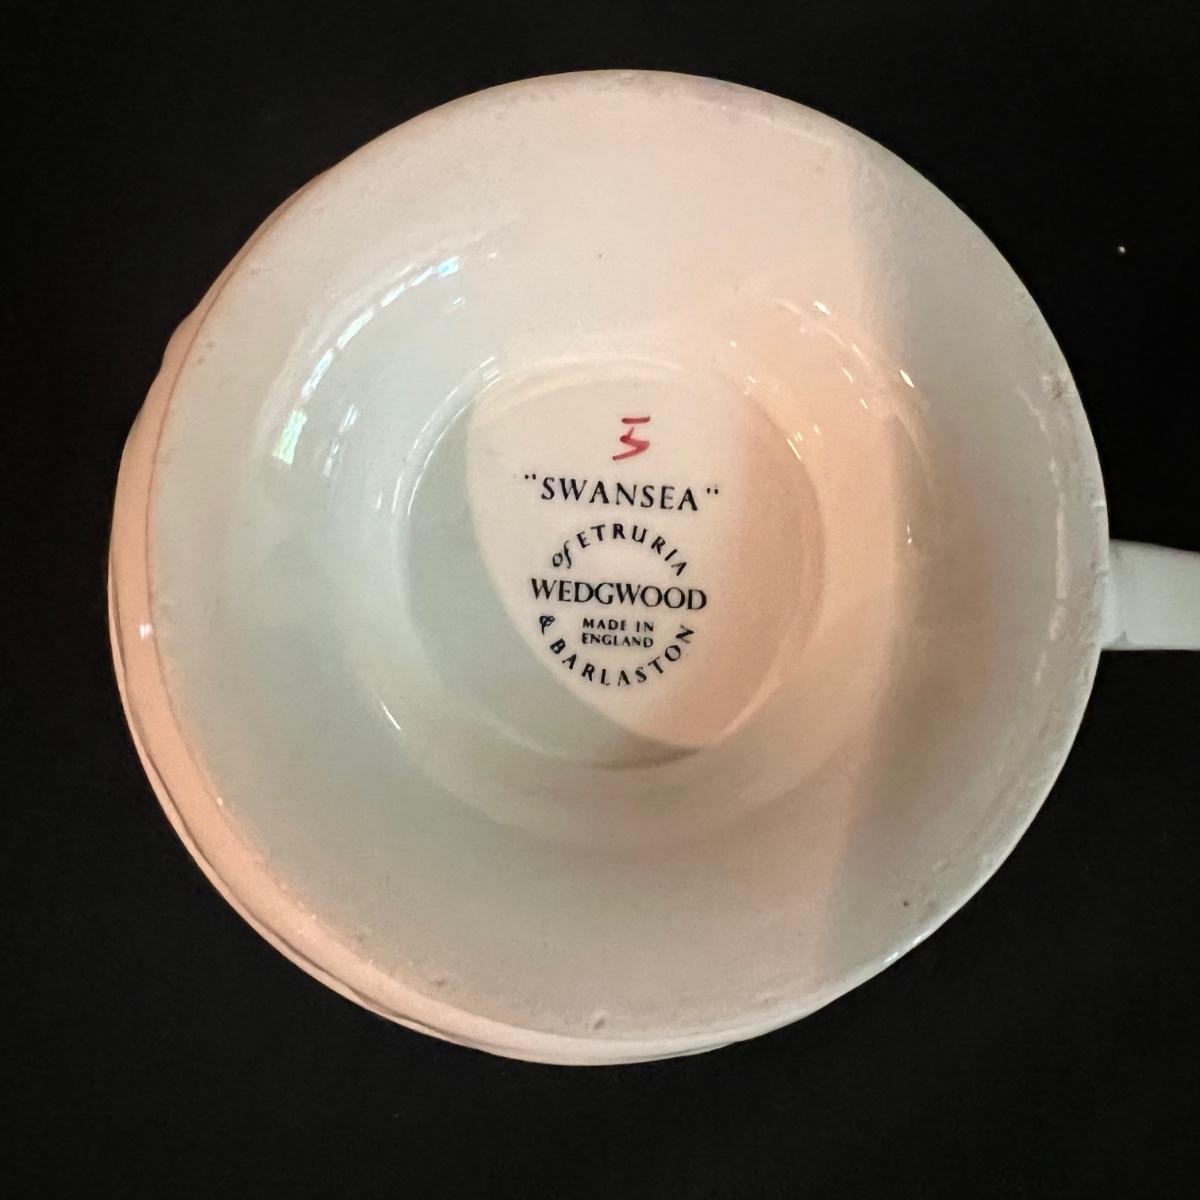 "SWANSEA"
of ETRURIA
WEDGWOOD
MADE IN
ENGLAND
& BARLASTON